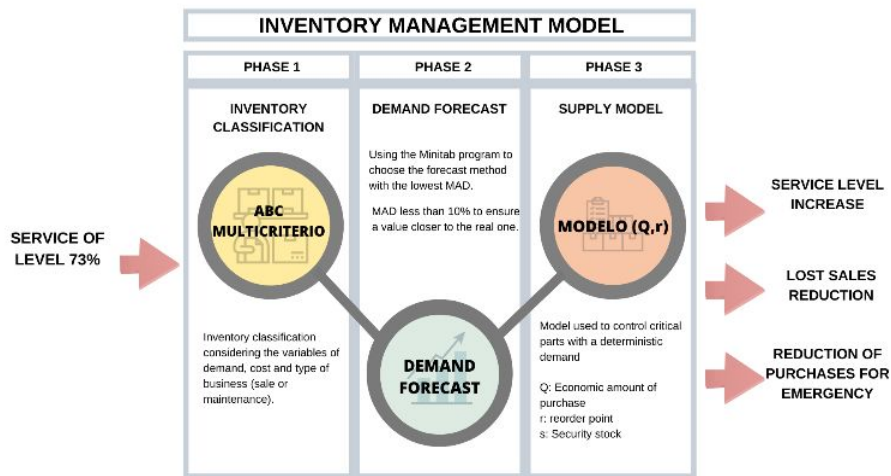 INVENTORY MANAGEMENT MODEL
PHASE 1
PHASE 2
PHASE 3
INVENTORY
CLASSIFICATION
DEMAND FORECAST
SUPPLY MODEL
Using the Minitab program to
choose the forecast method
with the lowest MAD.
MAD less than 10% to ensure
a value closer to the real one.
ABC
MULTICRITERIO
MODELO (Q,r)
SERVICE OF
LEVEL 73%
SERVICE LEVEL
INCREASE
LOST SALES
REDUCTION
REDUCTION OF
PURCHASES FOR
EMERGENCY
Inventory classification
considering the variables of
demand, cost and type of
business (sale or
maintenance).
DEMAND
FORECAST
Model used to control critical
parts with a deterministic
demand
Q: Economic amount of
purchase
r: reorder point
s: Security stock